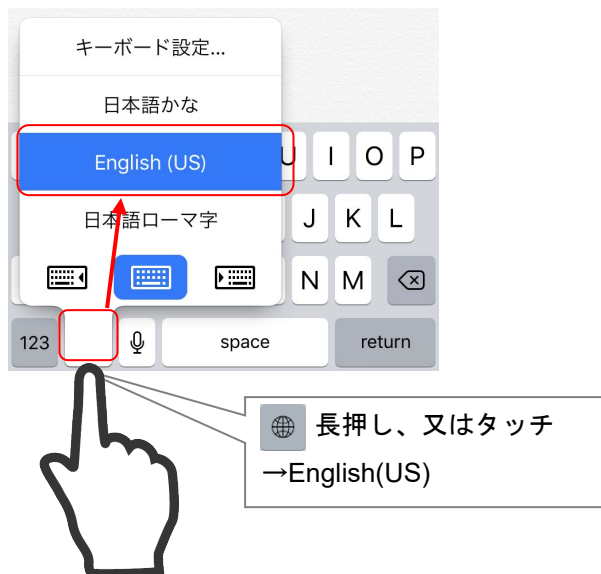 キーボード設定...
日本語かな
English (US)
日本語ローマ字
U I O P
J K L
N M
123 space return
長押し、又はタッチ
→English(US)